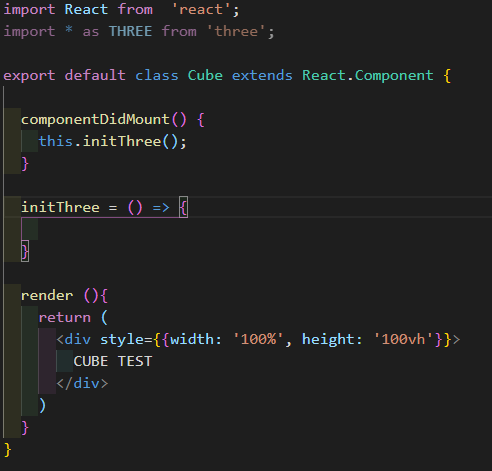 import React from  'react';
import * as THREE from 'three';
export default class Cube extends React.Component {
componentDidMount() {
this.initThree();
}
initThree = () => {
}
render (){
return (
<div style={{width: '100%', height: '100vh'}}>
CUBE TEST
</div>
)
}
}